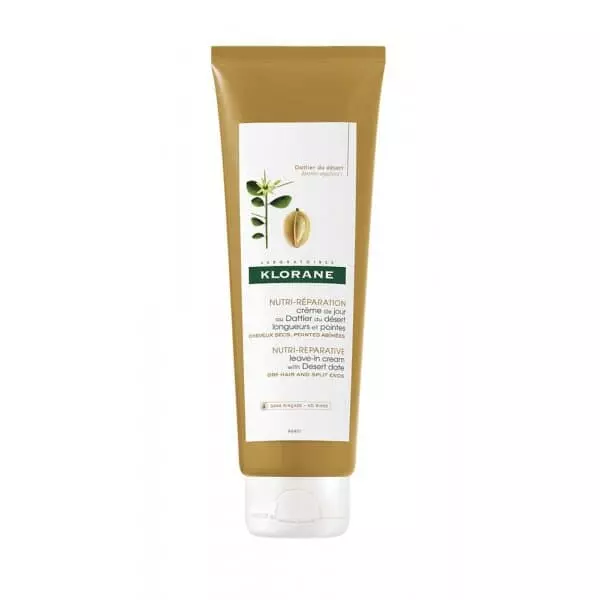 Dattier du désert
LABORATOIRES
KLORANE
NUTRI-RÉPARATION
crème de jour
au Dattier du désert
longueurs et pointes
CHEVEUX SECS, POINTES ABÎMÉES
NUTRI-REPARATIVE
leave-in cream
with Desert date
DRY HAIR AND SPLIT ENDS
SANS RINÇAGE - NO RINSE
PARIS